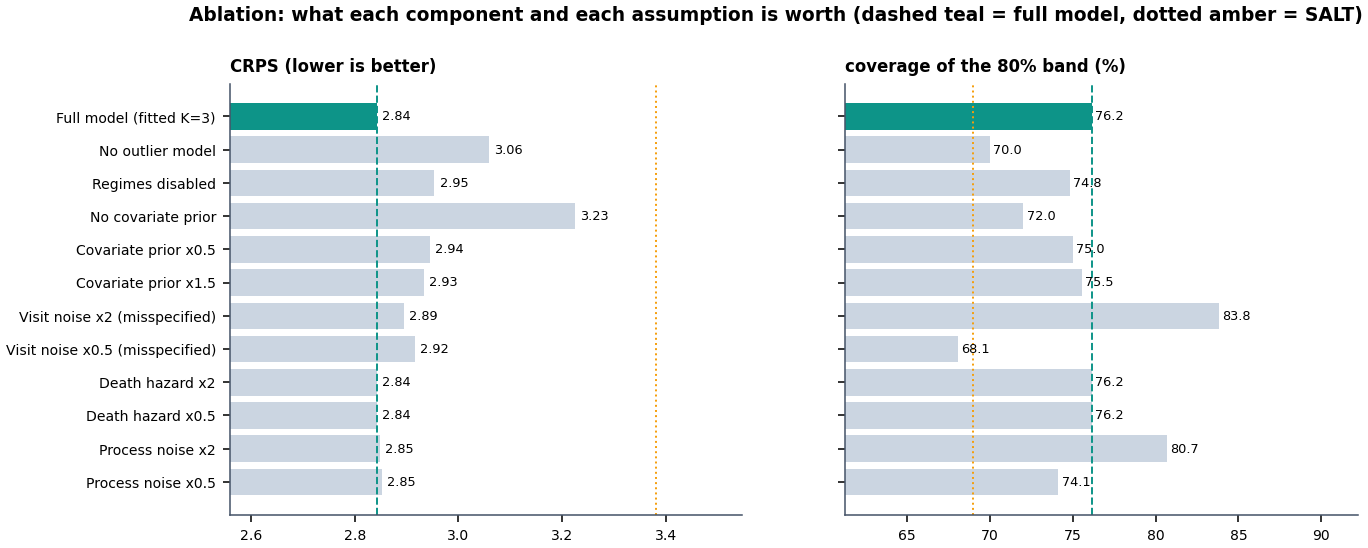 Ablation: what each component and each assumption is worth (dashed teal = full model, dotted amber = SALT)
CRPS (lower is better)
Full model (fitted K=3) 2.84
No outlier model 3.06
Regimes disabled 2.95
No covariate prior 3.23
Covariate prior x0.5 2.94
Covariate prior x1.5 2.93
Visit noise x2 (misspecified) 2.89
Visit noise x0.5 (misspecified) 2.92
Death hazard x2 2.84
Death hazard x0.5 2.84
Process noise x2 2.85
Process noise x0.5 2.85
2.6 2.8 3.0 3.2 3.4
coverage of the 80% band (%)
76.2
70.0
74.8
72.0
75.0
75.5
83.8
68.1
76.2
76.2
80.7
74.1
65 70 75 80 85 90